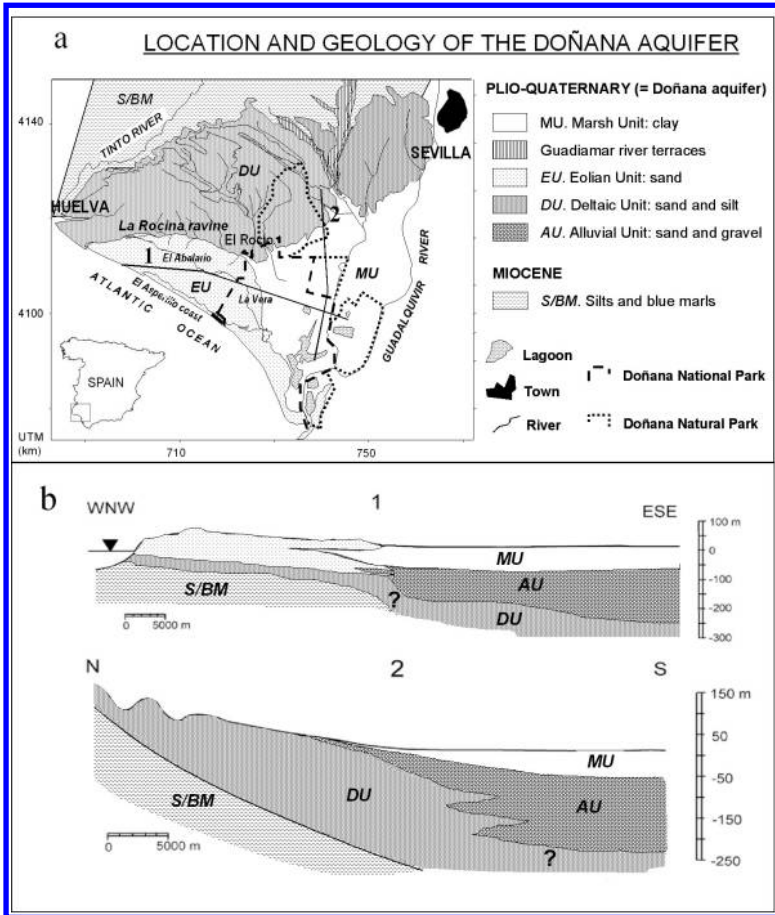 a
LOCATION AND GEOLOGY OF THE DOÑANA AQUIFER
4140
4100
UTM
(km)
710
750
S/BM
TINTO RIVER
DU
SEVILLA
HUELVA
La Rocina ravine
2
El Rocío
1
El Abalario
MU
EU
La Vera
El Asperillo coast
ATLANTIC OCEAN
GUADALQUIVIR RIVER
SPAIN
PLIO-QUATERNARY (= Doñana aquifer)
MU. Marsh Unit: clay
Guadiamar river terraces
EU. Eolian Unit: sand
DU. Deltaic Unit: sand and silt
AU. Alluvial Unit: sand and gravel
MIOCENE
S/BM. Silts and blue marls
Lagoon
Town
River
Doñana National Park
Doñana Natural Park
b
1
WNW
ESE
100 m
0
-100
-200
-300
MU
AU
S/BM
?
DU
0 5000 m
N
2
S
150 m
50
-50
-150
-250
MU
S/BM
DU
AU
?
0 5000 m